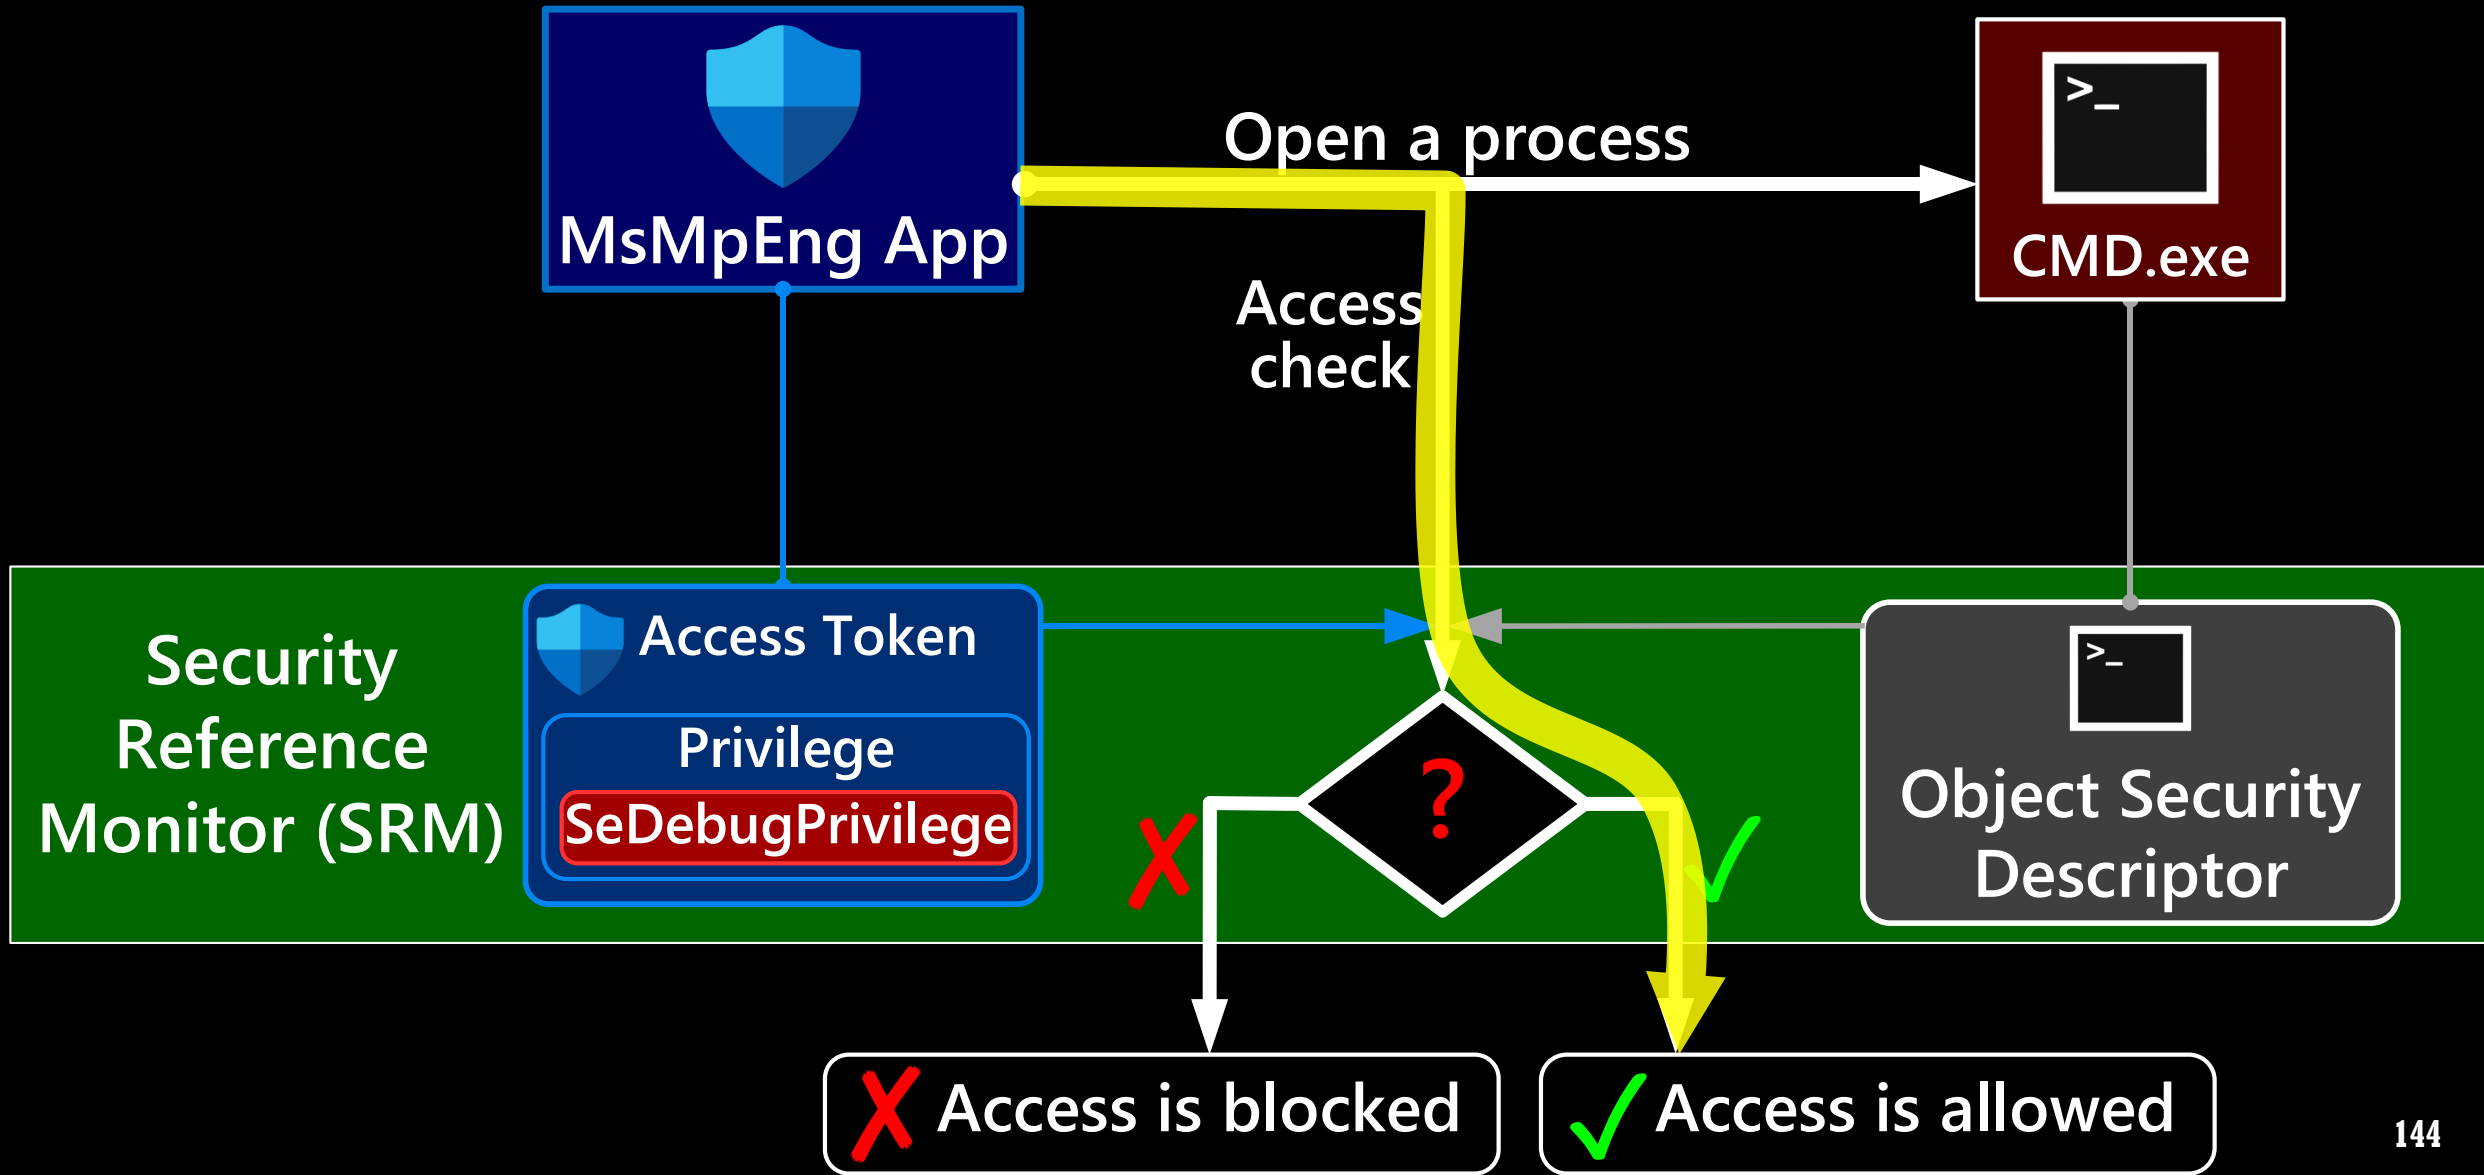 Open a process
MsMpEng App
>_
CMD.exe
Access
check
Security
Reference
Monitor (SRM)
Access Token
Privilege
SeDebugPrivilege
?
>_
Object Security
Descriptor
Access is blocked
Access is allowed
144